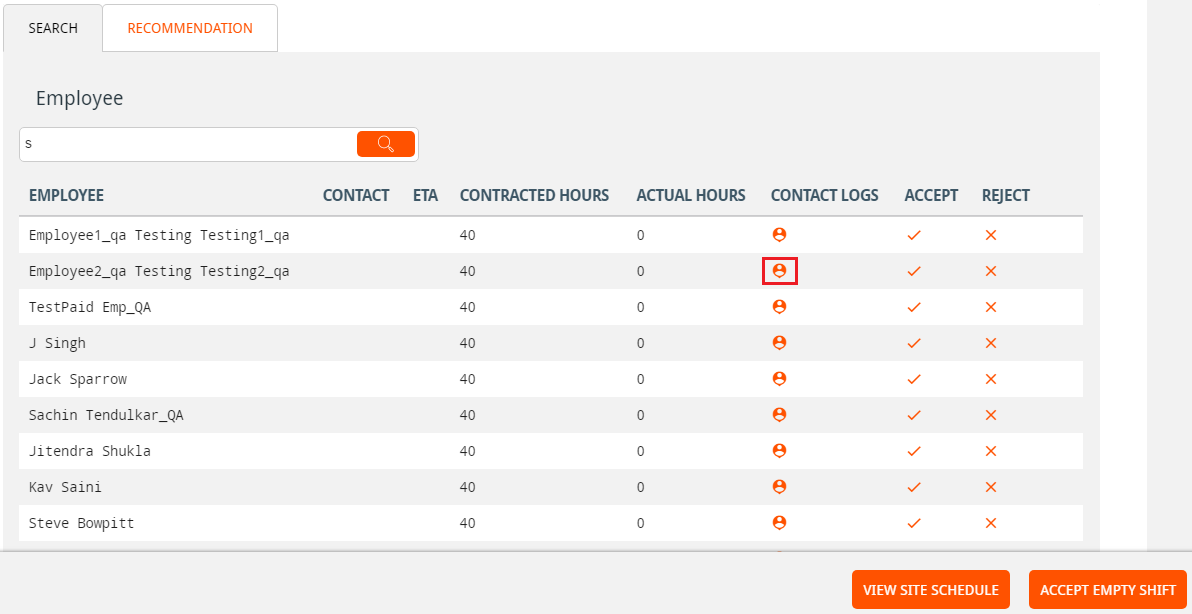 SEARCH RECOMMENDATION
Employee
s
EMPLOYEE CONTACT ETA CONTRACTED HOURS ACTUAL HOURS CONTACT LOGS ACCEPT REJECT
Employee1_qa Testing Testing1_qa 40 0
Employee2_qa Testing Testing2_qa 40 0
TestPaid Emp_QA 40 0
J Singh 40 0
Jack Sparrow 40 0
Sachin Tendulkar_QA 40 0
Jitendra Shukla 40 0
Kav Saini 40 0
Steve Bowpitt 40 0
VIEW SITE SCHEDULE ACCEPT EMPTY SHIFT